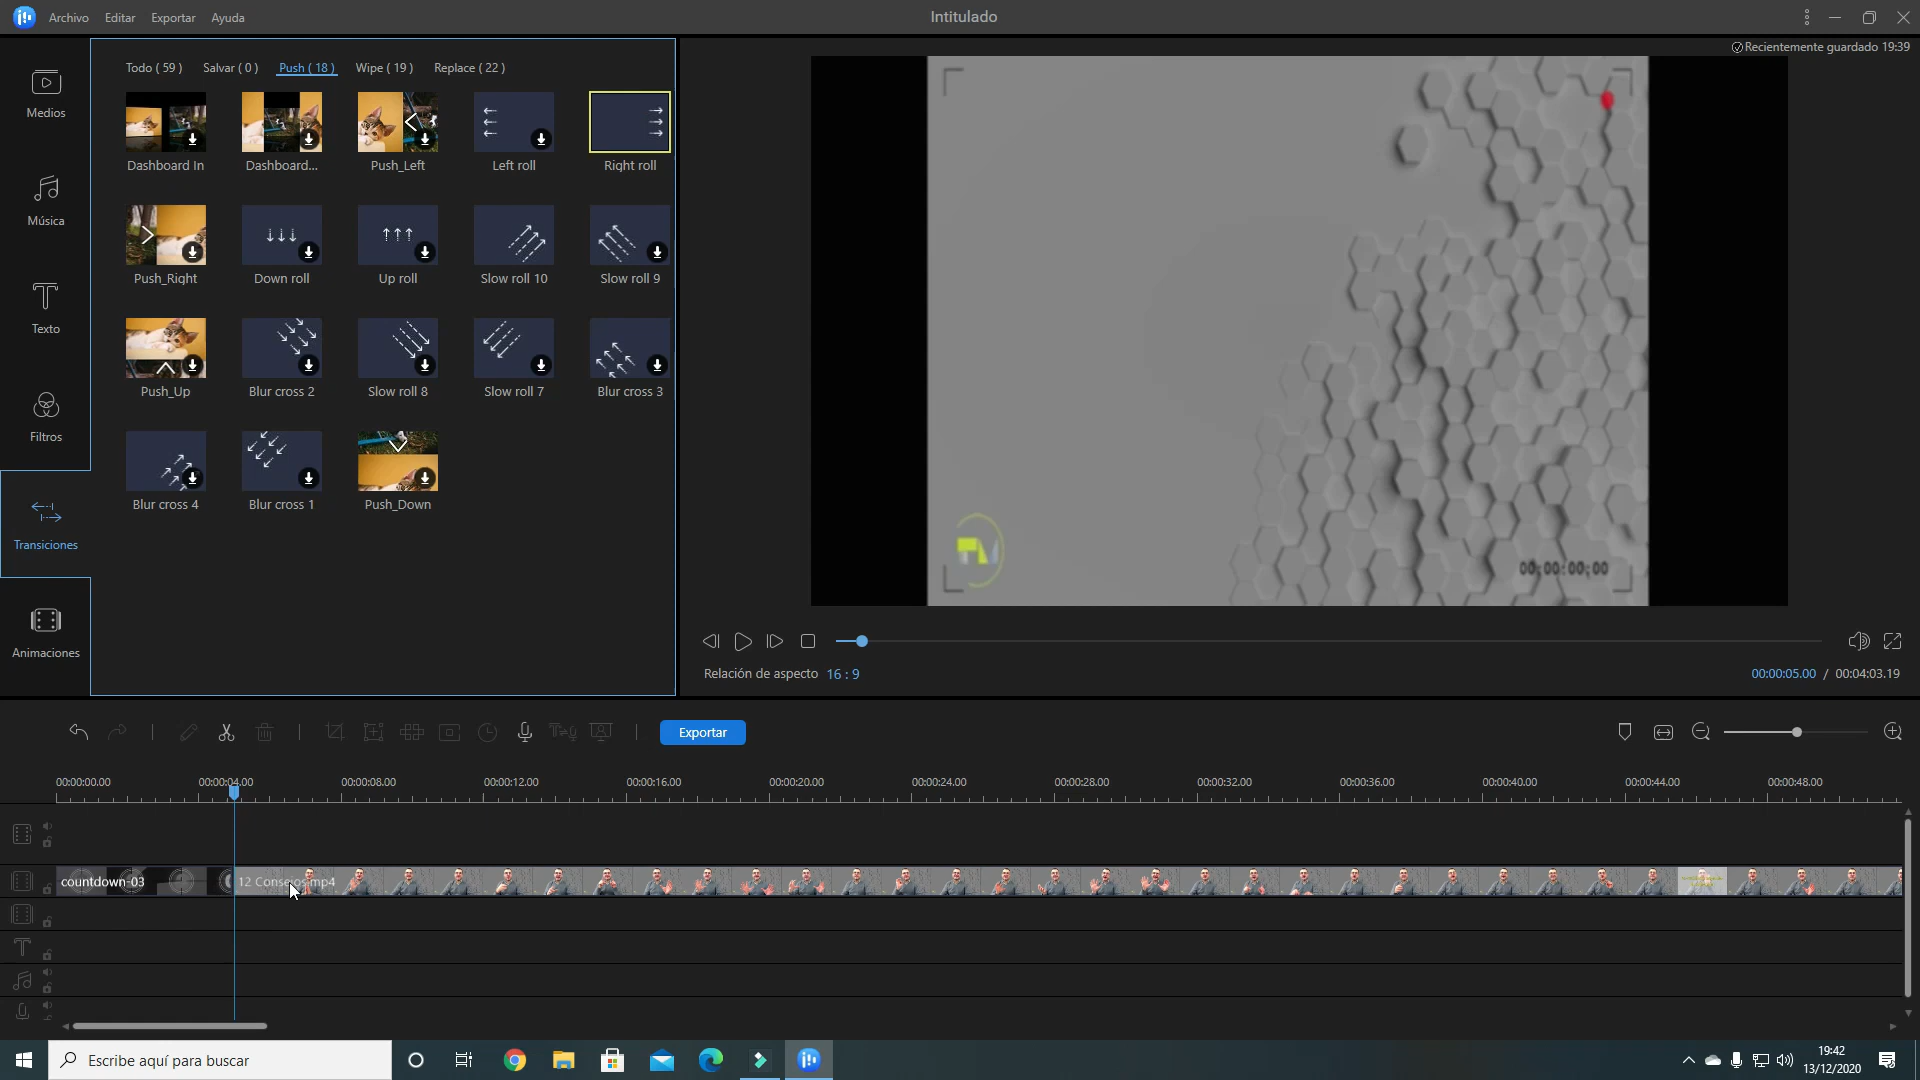 Archivo Editar Exportar Ayuda
Intitulado
Recientemente guardado 19:39
Medios
Música
Texto
Filtros
Transiciones
Animaciones
Todo ( 59 ) Salvar ( 0 ) Push ( 18 ) Wipe ( 19 ) Replace ( 22 )
Dashboard In Dashboard... Push_Left Left roll Right roll
Push_Right Down roll Up roll Slow roll 10 Slow roll 9
Push_Up Blur cross 2 Slow roll 8 Slow roll 7 Blur cross 3
Blur cross 4 Blur cross 1 Push_Down
00:00:00;00
Relación de aspecto 16 : 9
00:00:05.00 / 00:04:03.19
Exportar
00:00:00.00 00:00:04.00 00:00:08.00 00:00:12.00 00:00:16.00 00:00:20.00 00:00:24.00 00:00:28.00 00:00:32.00 00:00:36.00 00:00:40.00 00:00:44.00 00:00:48.00
countdown-03 12 Consejos.mp4
Escribe aquí para buscar
19:42
13/12/2020